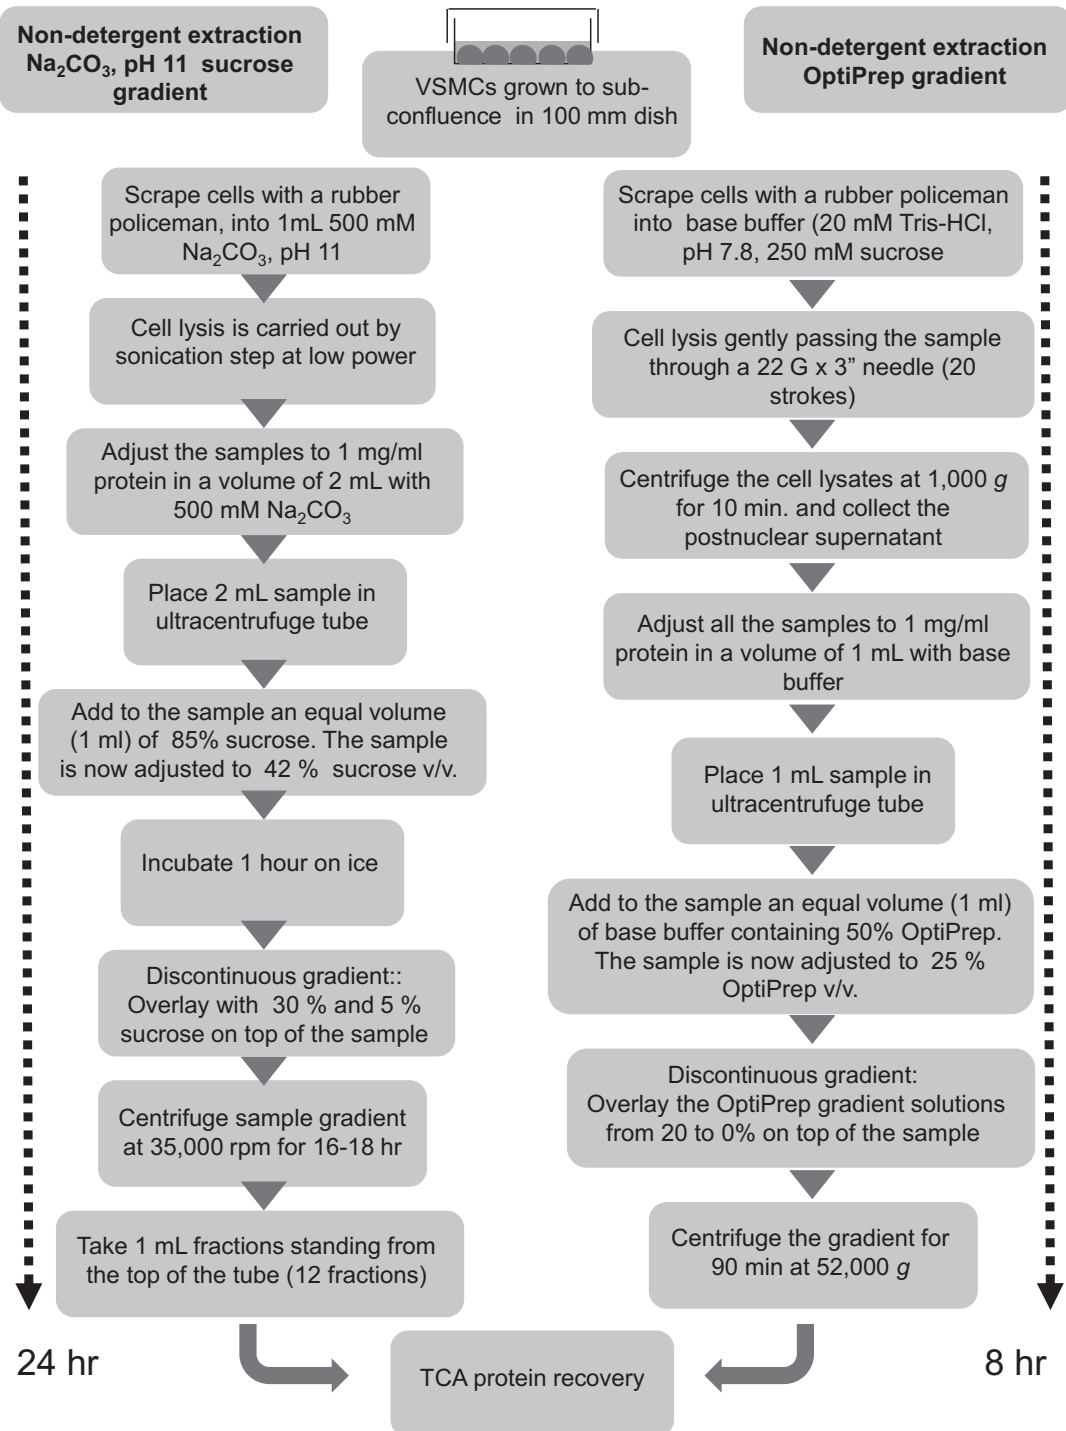 Non-detergent extraction
Na₂CO₃, pH 11 sucrose
gradient
VSMCs grown to sub-
confluence in 100 mm dish
Non-detergent extraction
OptiPrep gradient
Scrape cells with a rubber
policeman, into 1mL 500 mM
Na₂CO₃, pH 11
Cell lysis is carried out by
sonication step at low power
Adjust the samples to 1 mg/ml
protein in a volume of 2 mL with
500 mM Na₂CO₃
Place 2 mL sample in
ultracentrufuge tube
Add to the sample an equal volume
(1 ml) of 85% sucrose. The sample
is now adjusted to 42 % sucrose v/v.
Incubate 1 hour on ice
Discontinuous gradient::
Overlay with 30 % and 5 %
sucrose on top of the sample
Centrifuge sample gradient
at 35,000 rpm for 16-18 hr
Take 1 mL fractions standing from
the top of the tube (12 fractions)
24 hr
Scrape cells with a rubber policeman
into base buffer (20 mM Tris-HCl,
pH 7.8, 250 mM sucrose
Cell lysis gently passing the sample
through a 22 G x 3” needle (20
strokes)
Centrifuge the cell lysates at 1,000 g
for 10 min. and collect the
postnuclear supernatant
Adjust all the samples to 1 mg/ml
protein in a volume of 1 mL with base
buffer
Place 1 mL sample in
ultracentrufuge tube
Add to the sample an equal volume (1 ml)
of base buffer containing 50% OptiPrep.
The sample is now adjusted to 25 %
OptiPrep v/v.
Discontinuous gradient:
Overlay the OptiPrep gradient solutions
from 20 to 0% on top of the sample
Centrifuge the gradient for
90 min at 52,000 g
8 hr
TCA protein recovery